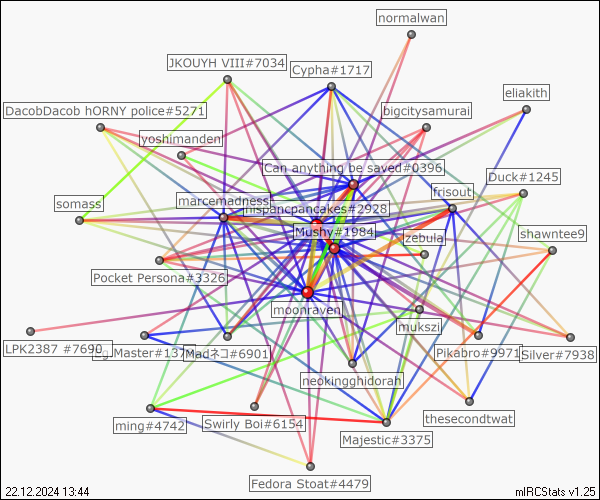 normalwan
JKOUYH VIII#7034
Cypha#1717
eliakith
DacobDacob hORNY police#5271
bigcitysamurai
yoshimanden
Can anything be saved#0396
Duck#1245
frisout
somass
marcemadness
hispancpancakes#2928
Mushy#1984
shawntee9
zebula
Pocket Persona#3326
moonraven
mukszi
LPK2387 #7690
Master#137
Madネコ#6901
Pikabro#9971
Silver#7938
neokingghidorah
thesecondtwat
ming#4742
Swirly Boi#6154
Majestic#3375
Fedora Stoat#4479
22.12.2024 13:44
mIRCStats v1.25